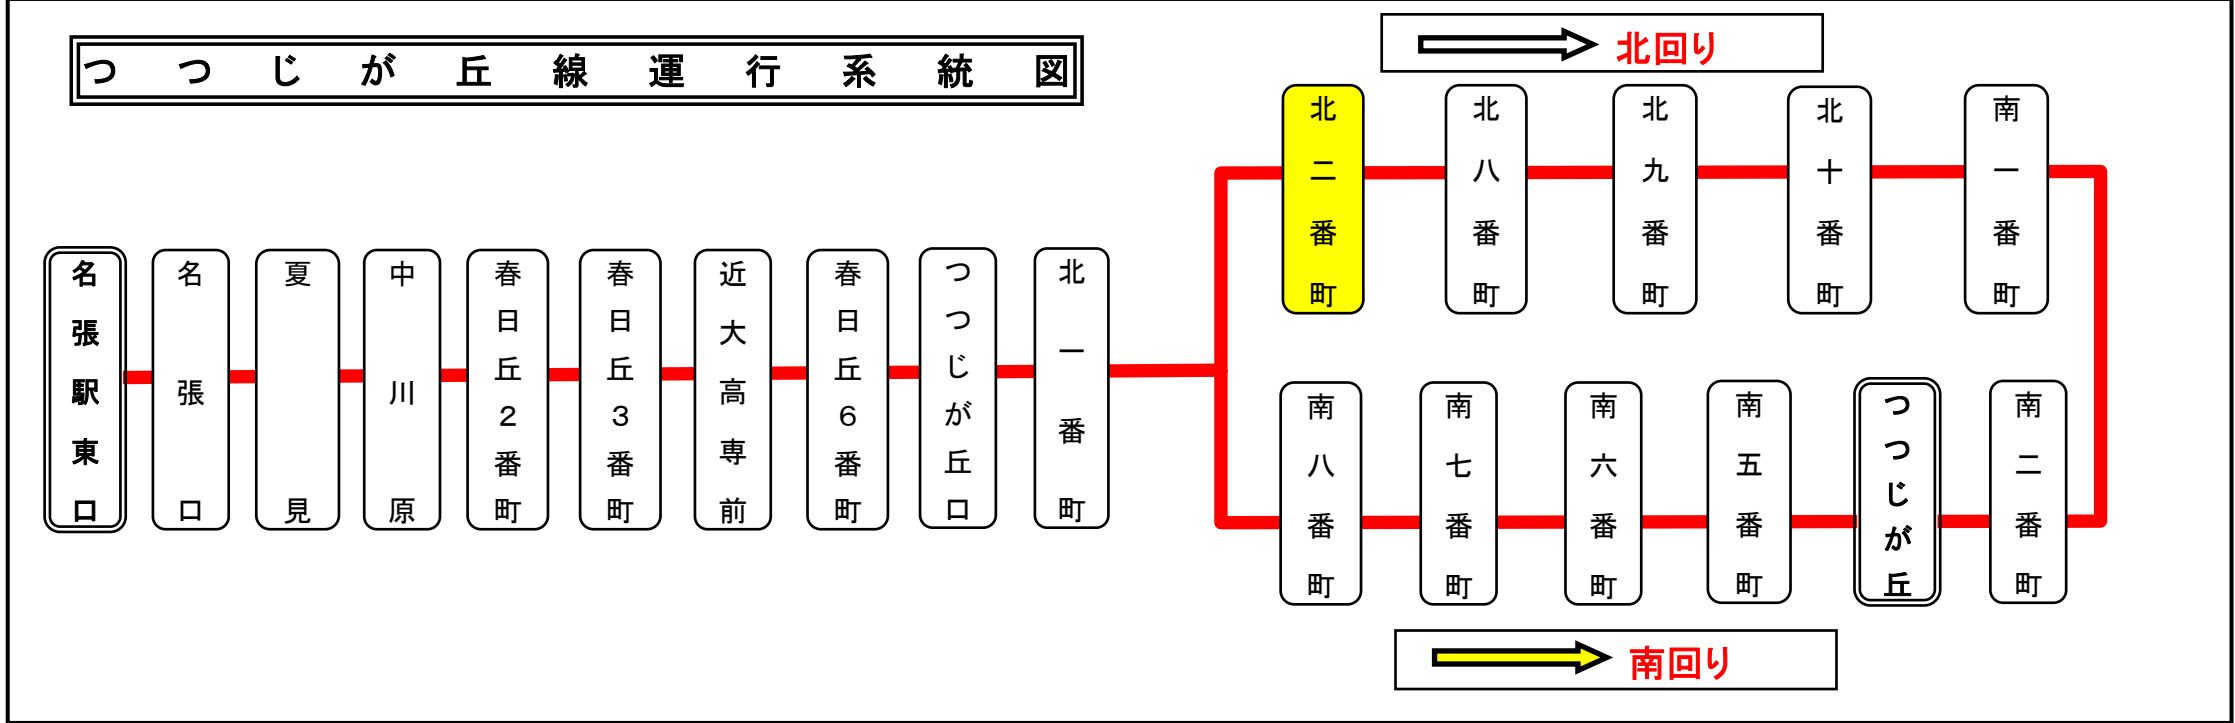 つつじが丘線運行系統図
北回り
北二番町
北八番町
北九番町
北十番町
南一番町
名張駅東口
名張口
夏見
中川原
春日丘2番町
春日丘3番町
近大高専前
春日丘6番町
つつじが丘口
北一番町
南八番町
南七番町
南六番町
南五番町
つつじが丘
南二番町
南回り